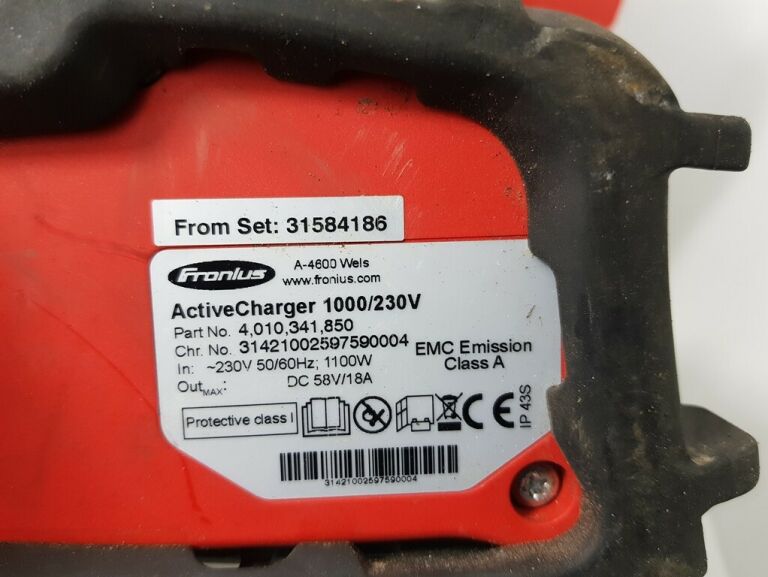 From Set: 31584186
Fronius
A-4600 Wels
www.fronius.com
ActiveCharger 1000/230V
Part No. 4,010,341,850
Chr. No. 31421002597590004
EMC Emission
Class A
In: ~230V 50/60Hz; 1100W
OutMAX: DC 58V/18A
Protective class I
CE
IP 43S
31421002597590004